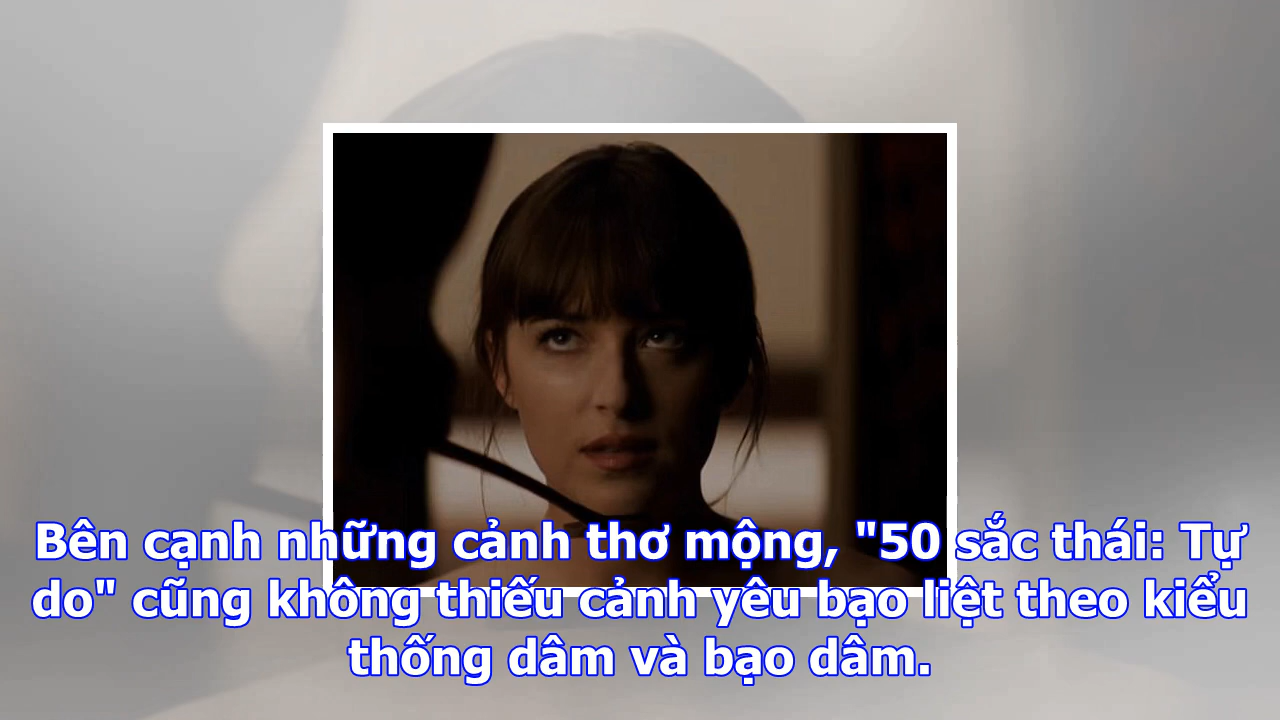 Bên cạnh những cảnh thơ mộng, "50 sắc thái: Tự
do" cũng không thiếu cảnh yêu bạo liệt theo kiểu
thống dâm và bạo dâm.